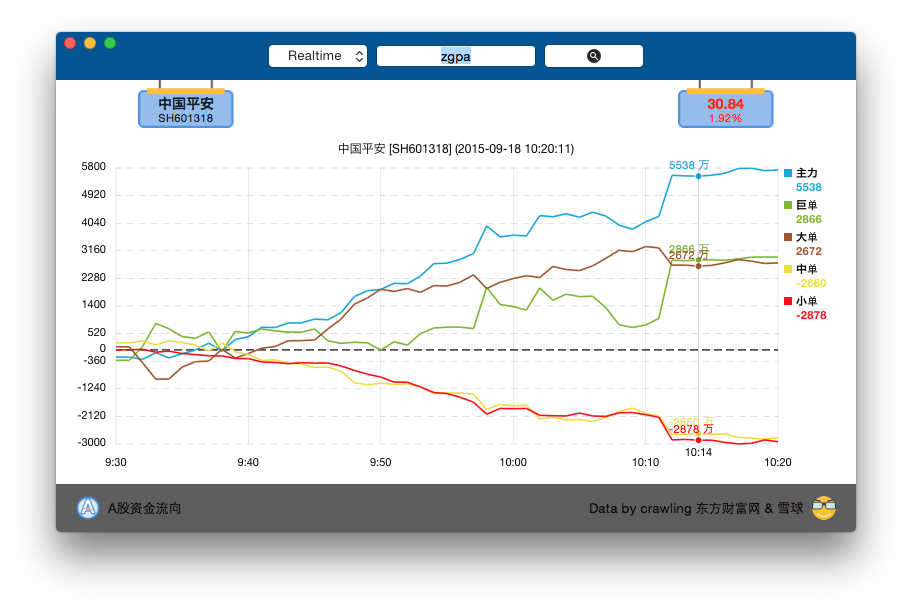 Realtime
zgpa
中国平安
SH601318
30.84
1.92%
中国平安 [SH601318] (2015-09-18 10:20:11)
5800
4920
4040
3160
2280
1400
520
0
-360
-1240
-2120
-3000
5538 万
2866 万
2672 万
-2660 万
-2878 万
10:14
9:30 9:40 9:50 10:00 10:10 10:20
主力
5538
巨单
2866
大单
2672
中单
-2660
小单
-2878
A股资金流向
Data by crawling 东方财富网 & 雪球